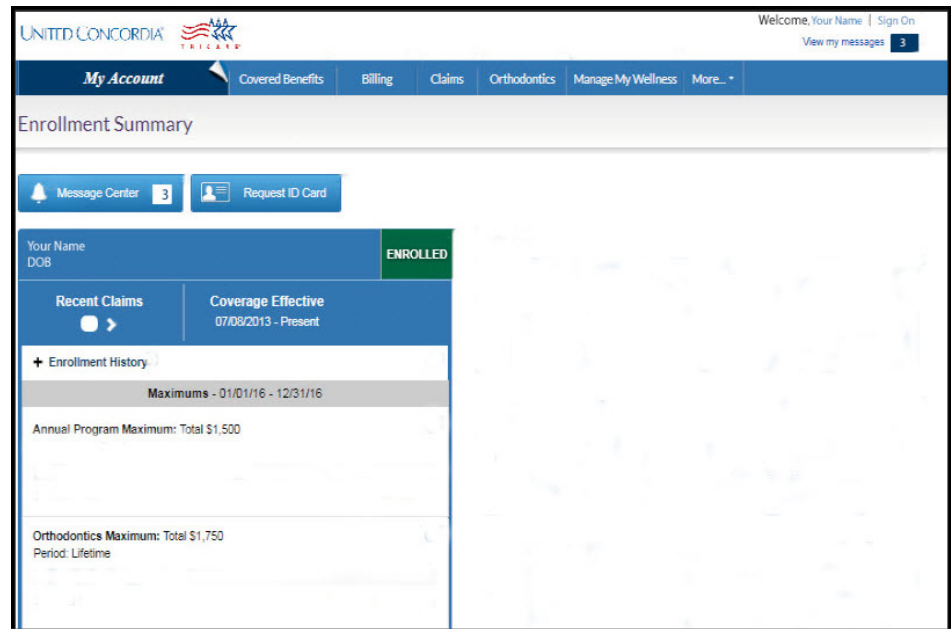 UNITED CONCORDIA®
TRICARE
Welcome, Your Name | Sign On
View my messages 3
My Account Covered Benefits Billing Claims Orthodontics Manage My Wellness More...
Enrollment Summary
Message Center 3 Request ID Card
Your Name
DOB
ENROLLED
Recent Claims
Coverage Effective
07/08/2013 - Present
+ Enrollment History
Maximums - 01/01/16 - 12/31/16
Annual Program Maximum: Total $1,500
Orthodontics Maximum: Total $1,750
Period: Lifetime